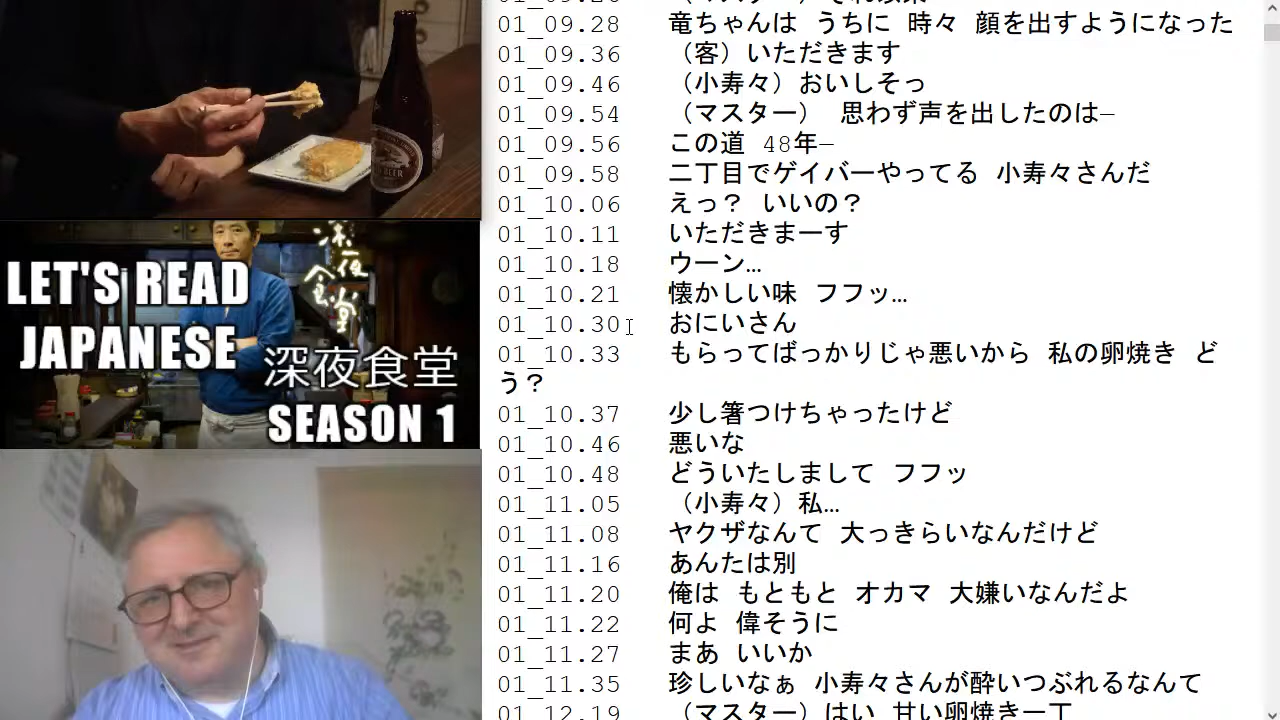 LET'S READ
JAPANESE
深夜食堂
深夜食堂
SEASON 1
BEER
01_09.28 竜ちゃんは うちに 時々 顔を出すようになった
01_09.36 （客）いただきます
01_09.46 （小寿々）おいしそっ
01_09.54 （マスター） 思わず声を出したのは―
01_09.56 この道 48年―
01_09.58 二丁目でゲイバーやってる 小寿々さんだ
01_10.06 えっ？ いいの？
01_10.11 いただきまーす
01_10.18 ウーン…
01_10.21 懐かしい味 フフッ…
01_10.30 おにいさん
01_10.33 もらってばっかりじゃ悪いから 私の卵焼き ど
う？
01_10.37 少し箸つけちゃったけど
01_10.46 悪いな
01_10.48 どういたしまして フフッ
01_11.05 （小寿々）私…
01_11.08 ヤクザなんて 大っきらいなんだけど
01_11.16 あんたは別
01_11.20 俺は もともと オカマ 大嫌いなんだよ
01_11.22 何よ 偉そうに
01_11.27 まあ いいか
01_11.35 珍しいなぁ 小寿々さんが酔いつぶれるなんて
01_12.19 （マスター）はい 甘い卵焼き一丁